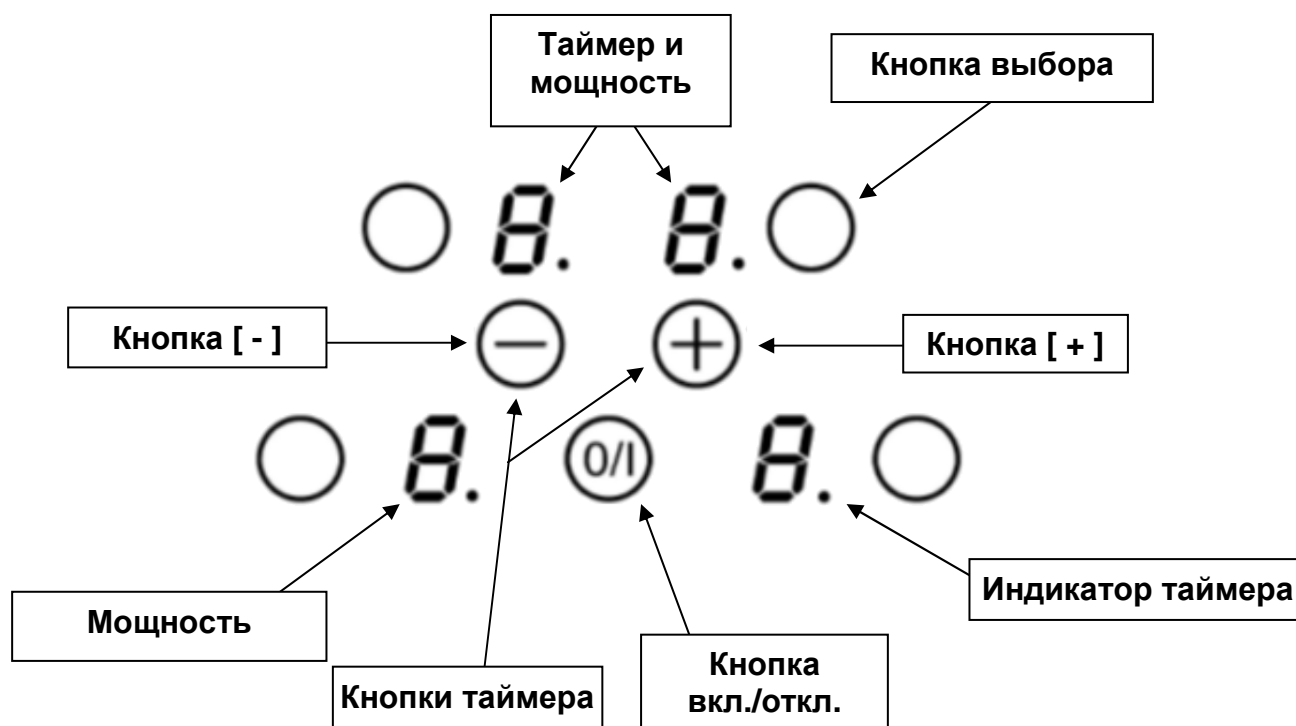 Таймер и
мощность
Кнопка выбора
8. 8.
Кнопка [ - ]
− +
Кнопка [ + ]
8. 0/I 8.
Мощность
Индикатор таймера
Кнопки таймера
Кнопка
вкл./откл.